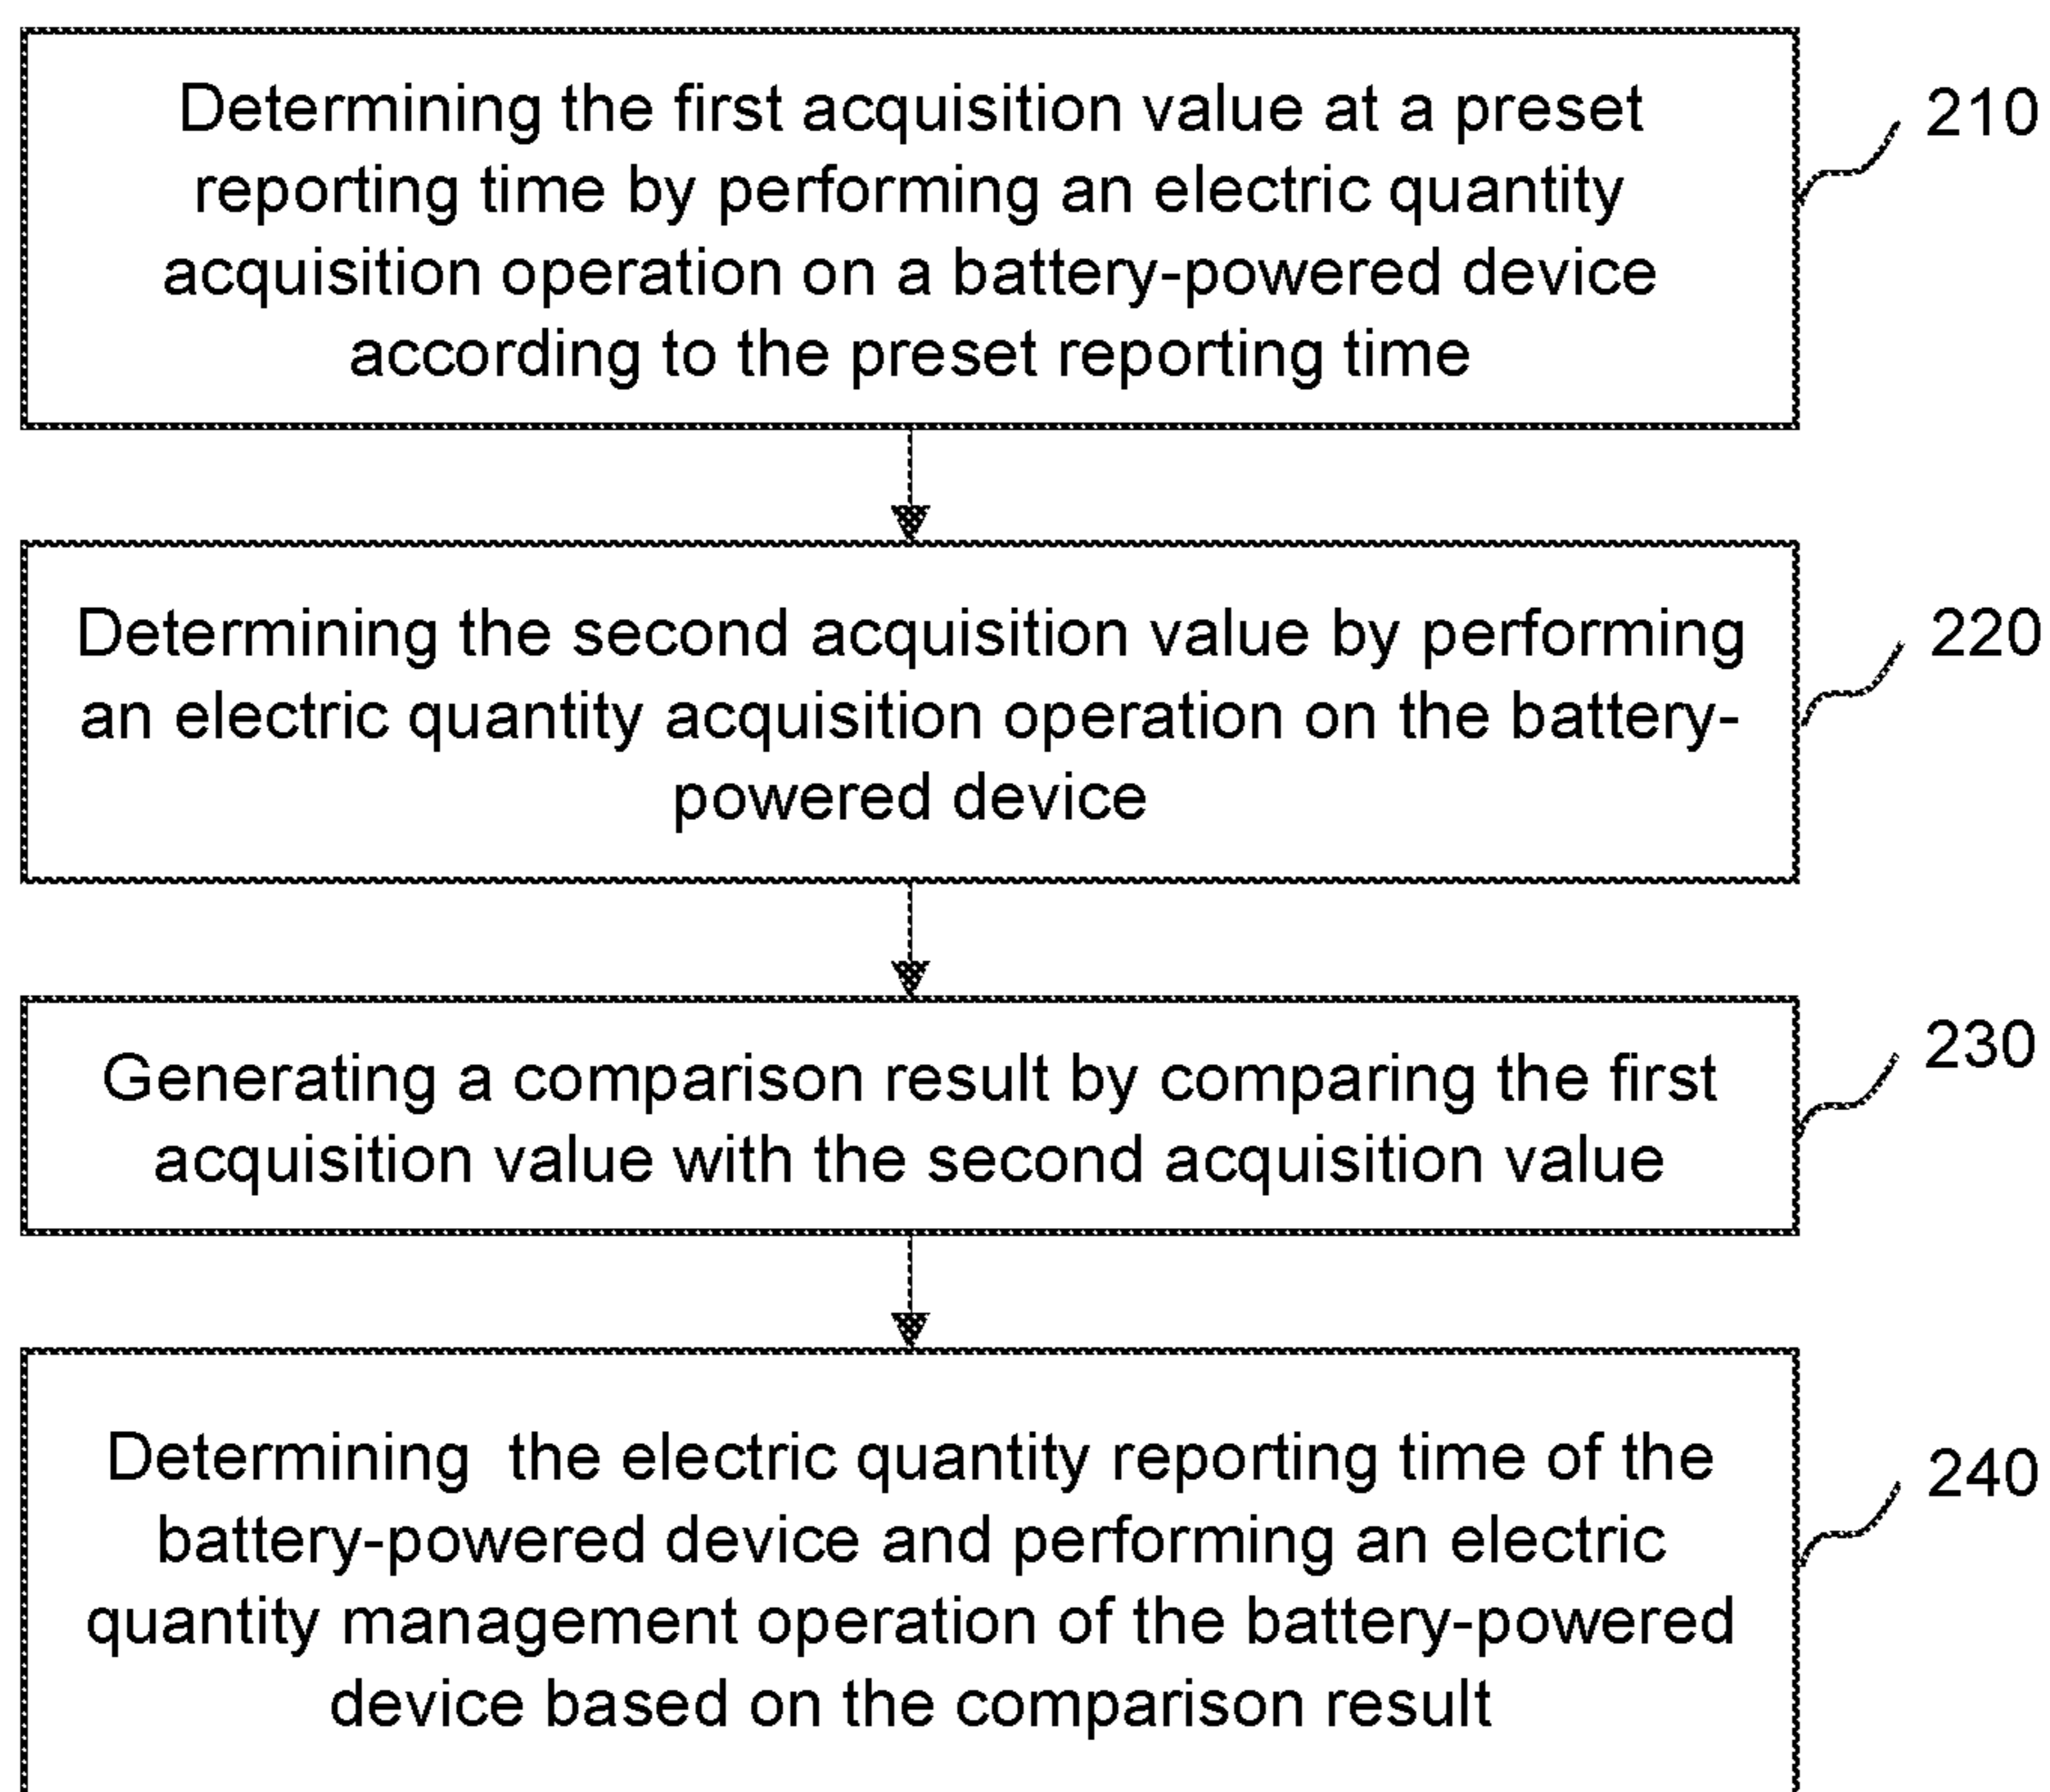 Determining the first acquisition value at a preset
reporting time by performing an electric quantity
acquisition operation on a battery-powered device
according to the preset reporting time
210
Determining the second acquisition value by performing
an electric quantity acquisition operation on the battery-
powered device
220
Generating a comparison result by comparing the first
acquisition value with the second acquisition value
230
Determining the electric quantity reporting time of the
battery-powered device and performing an electric
quantity management operation of the battery-powered
device based on the comparison result
240